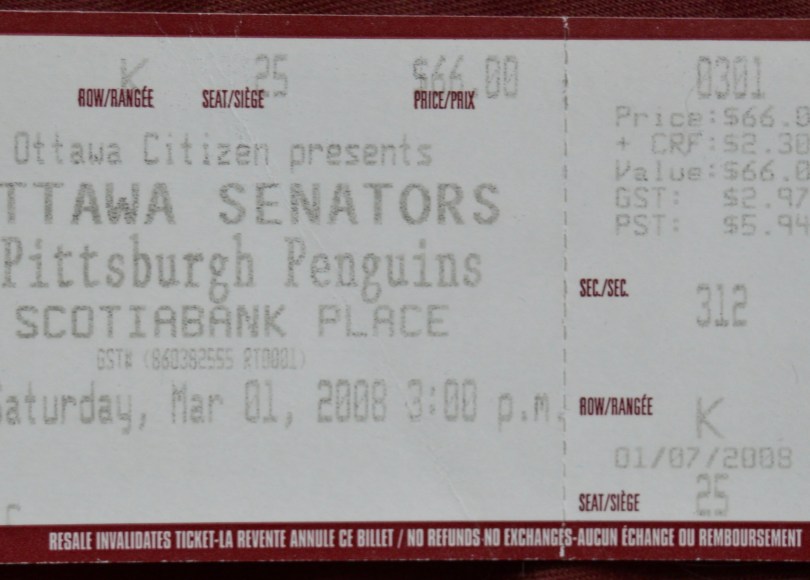 K 25 $66.00
ROW/RANGÉE SEAT/SIÈGE PRICE/PRIX
Ottawa Citizen presents
TTAWA SENATORS
Pittsburgh Penguins
SCOTIABANK PLACE
GST# (860382555 RT0001)
Saturday, Mar 01, 2008 3:00 p.m.
0301
Price:$66.0
+ CRF:$2.30
Value:$66.0
GST: $2.97
PST: $5.94
SEC./SEC. 312
ROW/RANGÉE K
01/07/2008
SEAT/SIÈGE 25
RESALE INVALIDATES TICKET-LA REVENTE ANNULE CE BILLET / NO REFUNDS-NO EXCHANGES-AUCUN ÉCHANGE OU REMBOURSEMENT